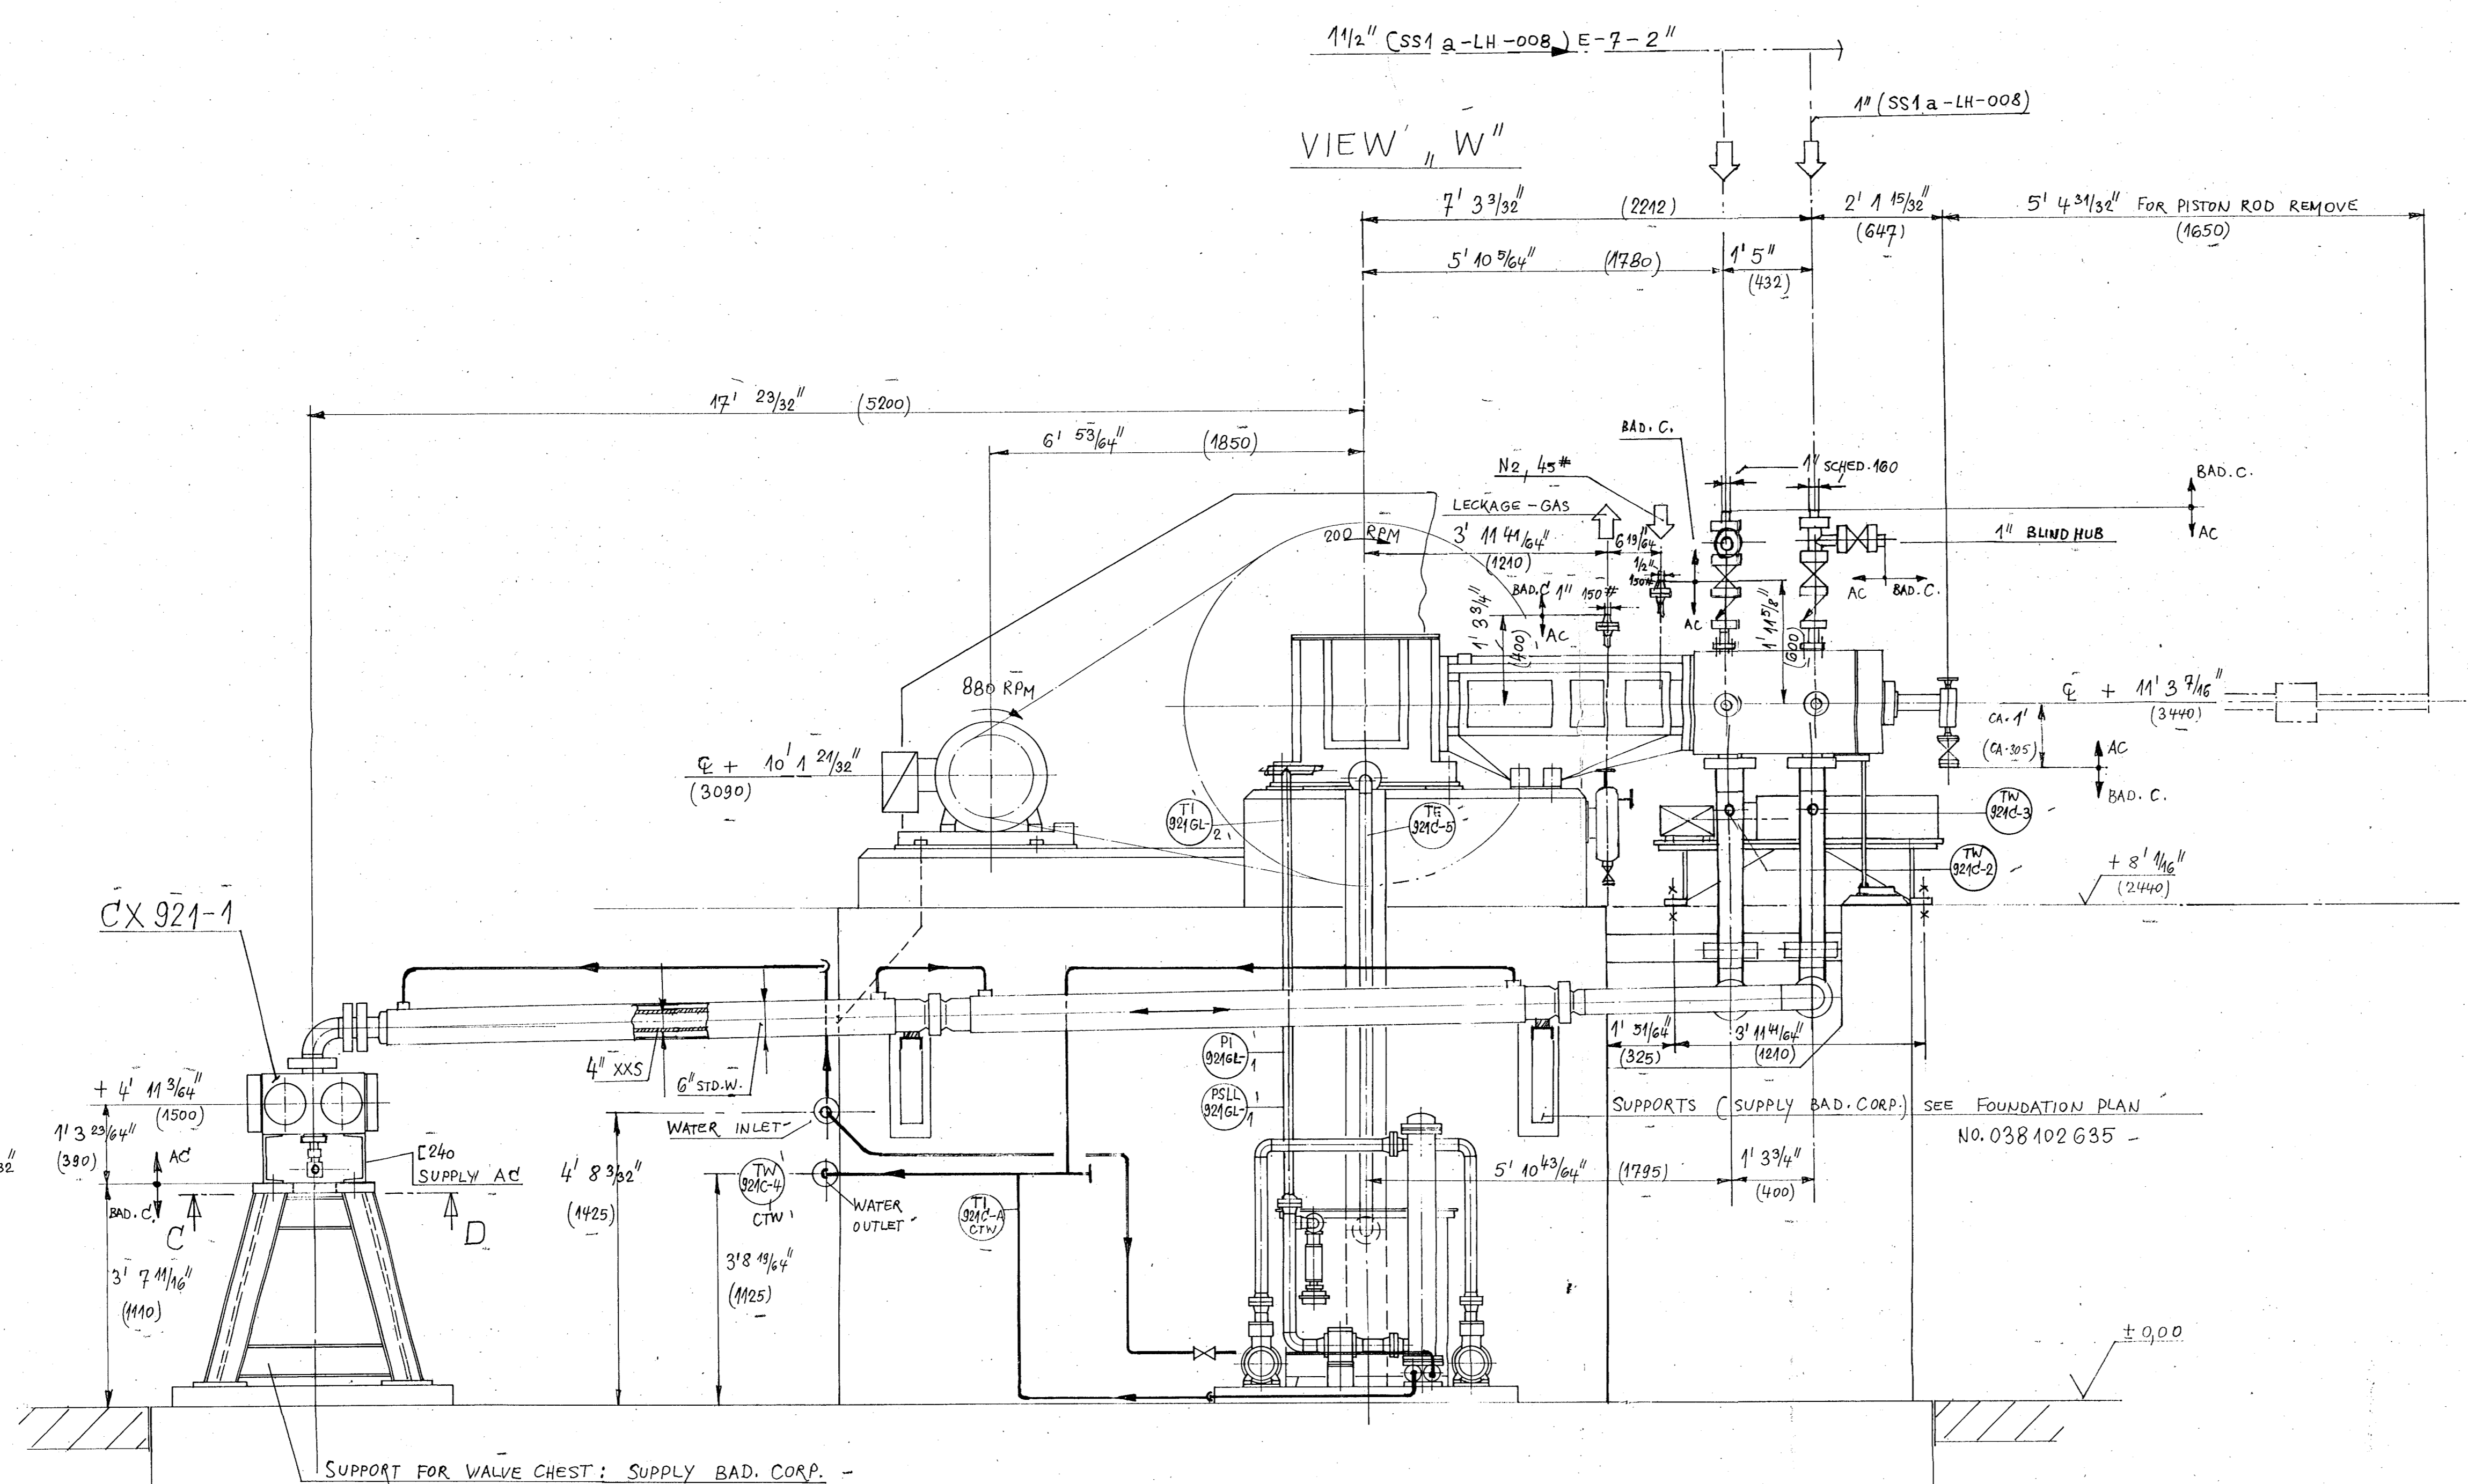 1 1/2" (SS1 a-LH-008) E-7-2"
1" (SS1 a-LH-008)
VIEW „W"
7' 3 3/32" (2212)
2' 1 15/32"
(647)
5' 4 31/32" FOR PISTON ROD REMOVE
(1650)
5' 10 5/64" (1780)
1' 5"
(432)
17' 23/32" (5200)
6' 53/64" (1850)
BAD. C.
N2, 45#
1" SCHED. 160
BAD. C.
AC
LECKAGE-GAS
200 RPM
3' 11 41/64"
(1210)
6 19/64
1/2"
150#
1" BLIND HUB
BAD. C 1" 150#
AC
1' 3 3/4"
(400)
AC
1' 11 5/8"
(600)
AC BAD. C.
880 RPM
℄ + 11' 3 7/16"
(3440)
CA. 1'
(CA. 305)
AC
BAD. C.
℄ + 10' 1 21/32"
(3090)
TI
921GL-2
TE
921C-5
TW
921C-3
TW
921C-2
+ 8' 1/16"
(2440)
CX 921-1
1' 51/64"
(325)
3' 11 41/64"
(1210)
PI
921GL-1
4" XXS
6" STD.W.
+ 4' 11 3/64"
(1500)
PSLL
921GL-1
SUPPORTS (SUPPLY BAD. CORP.) SEE FOUNDATION PLAN
NO. 038102635
WATER INLET
1' 3 23/64"
(390)
32"
AC
BAD. C.
[240
SUPPLY AC
4' 8 3/32"
(1425)
TW
921C-4
CTW
WATER
OUTLET
TI
921C-A
CTW
5' 10 43/64" (1795)
1' 3 3/4"
(400)
C
D
3' 7 11/16"
(1110)
3' 8 19/64"
(1125)
± 0,00
SUPPORT FOR WALVE CHEST: SUPPLY BAD. CORP.